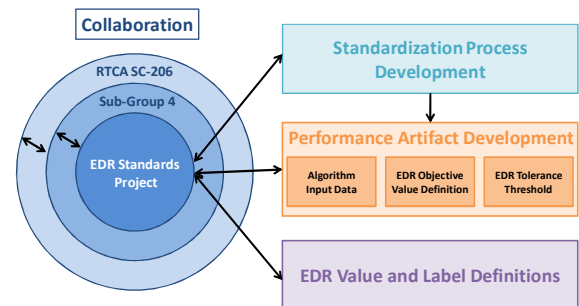 Collaboration
RTCA SC-206
Sub-Group 4
EDR Standards
Project
Standardization Process
Development
Performance Artifact Development
Algorithm
Input Data
EDR Objective
Value Definition
EDR Tolerance
Threshold
EDR Value and Label Definitions